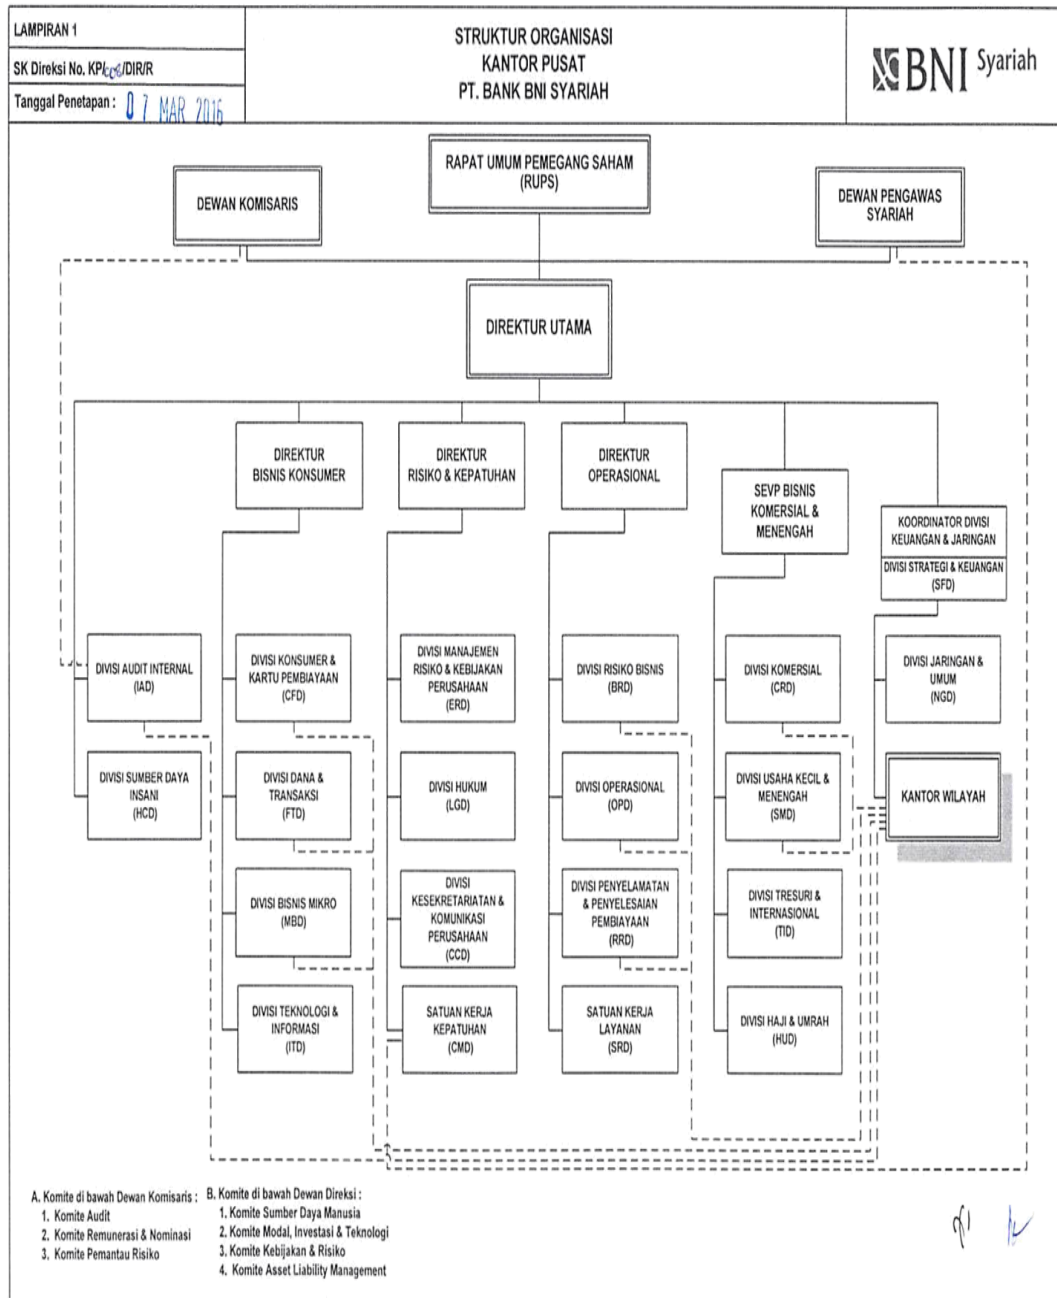 LAMPIRAN 1
SK Direksi No. KP/ /DIR/R
Tanggal Penetapan : 07 MAR 2016
STRUKTUR ORGANISASI
KANTOR PUSAT
PT. BANK BNI SYARIAH
BNI Syariah
RAPAT UMUM PEMEGANG SAHAM
(RUPS)
DEWAN KOMISARIS
DEWAN PENGAWAS
SYARIAH
DIREKTUR UTAMA
DIREKTUR
BISNIS KONSUMER
DIREKTUR
RISIKO & KEPATUHAN
DIREKTUR
OPERASIONAL
SEVP BISNIS
KOMERSIAL &
MENENGAH
KOORDINATOR DIVISI
KEUANGAN & JARINGAN
DIVISI STRATEGI & KEUANGAN
(SFD)
DIVISI AUDIT INTERNAL
(IAD)
DIVISI KONSUMER &
KARTU PEMBIAYAAN
(CFD)
DIVISI MANAJEMEN
RISIKO & KEBIJAKAN
PERUSAHAAN
(ERD)
DIVISI RISIKO BISNIS
(BRD)
DIVISI KOMERSIAL
(CRD)
DIVISI JARINGAN &
UMUM
(NGD)
DIVISI SUMBER DAYA
INSANI
(HCD)
DIVISI DANA &
TRANSAKSI
(FTD)
DIVISI HUKUM
(LGD)
DIVISI OPERASIONAL
(OPD)
DIVISI USAHA KECIL &
MENENGAH
(SMD)
KANTOR WILAYAH
DIVISI BISNIS MIKRO
(MBD)
DIVISI
KESEKRETARIATAN &
KOMUNIKASI
PERUSAHAAN
(CCD)
DIVISI PENYELAMATAN
& PENYELESAIAN
PEMBIAYAAN
(RRD)
DIVISI TRESURI &
INTERNASIONAL
(TID)
DIVISI TEKNOLOGI &
INFORMASI
(ITD)
SATUAN KERJA
KEPATUHAN
(CMD)
SATUAN KERJA
LAYANAN
(SRD)
DIVISI HAJI & UMRAH
(HUD)
A. Komite di bawah Dewan Komisaris :
1. Komite Audit
2. Komite Remunerasi & Nominasi
3. Komite Pemantau Risiko
B. Komite di bawah Dewan Direksi :
1. Komite Sumber Daya Manusia
2. Komite Modal, Investasi & Teknologi
3. Komite Kebijakan & Risiko
4. Komite Asset Liability Management